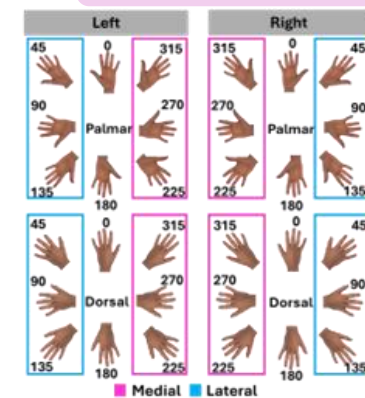 Left Right
45 0 315 315 0 45
90 270 270 90
Palmar Palmar
135 225 225 135
180 180
45 0 315 315 0 45
90 270 270 90
Dorsal Dorsal
135 180 225 225 180 135
Medial Lateral